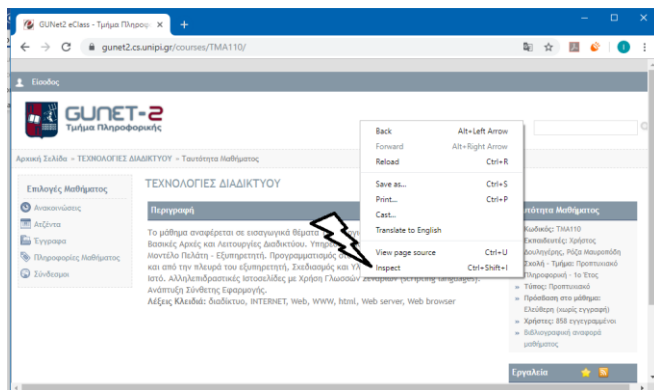 GUNet2 eClass - Τμήμα Πληροφ
gunet2.cs.unipi.gr/courses/TMA110/
Είσοδος
GUNET-2
Τμήμα Πληροφορικής
Αρχική Σελίδα » ΤΕΧΝΟΛΟΓΙΕΣ ΔΙΑΔΙΚΤΥΟΥ » Ταυτότητα Μαθήματος
Επιλογές Μαθήματος
Ανακοινώσεις
Ατζέντα
Έγγραφα
Πληροφορίες Μαθήματος
Σύνδεσμοι
ΤΕΧΝΟΛΟΓΙΕΣ ΔΙΑΔΙΚΤΥΟΥ
Περιγραφή
Το μάθημα αναφέρεται σε εισαγωγικά θέματα
Βασικές Αρχές και Λειτουργίες Διαδικτύου.
Μοντέλο Πελάτη - Εξυπηρετητή. Προγραμματισμός
και από την πλευρά του εξυπηρετητή, Σχεδιασμός και
Ιστό. Αλληλεπιδραστικές Ιστοσελίδες με Χρήση Γλωσσών Σεναρίων (scripting languages).
Ανάπτυξη Σύνθετης Εφαρμογής.
Λέξεις Κλειδιά: διαδίκτυο, INTERNET, Web, WWW, html, Web server, Web browser
Back Alt+Left Arrow
Forward Alt+Right Arrow
Reload Ctrl+R
Save as... Ctrl+S
Print... Ctrl+P
Cast...
Translate to English
View page source Ctrl+U
Inspect Ctrl+Shift+I
Μαθήματος
Κωδικός: TMA110
Εκπαιδευτές: Χρήστος
Δουληγέρης, Ρόζα Μαυροπόδη
Σχολή - Τμήμα: Προπτυχιακό
Πληροφορική - 1ο Έτος
» Τύπος: Προπτυχιακό
» Πρόσβαση στο μάθημα:
Ελεύθερη (χωρίς εγγραφή)
» Χρήστες: 858 εγγεγραμμένοι
» Βιβλιογραφική αναφορά
μαθήματος
Εργαλεία